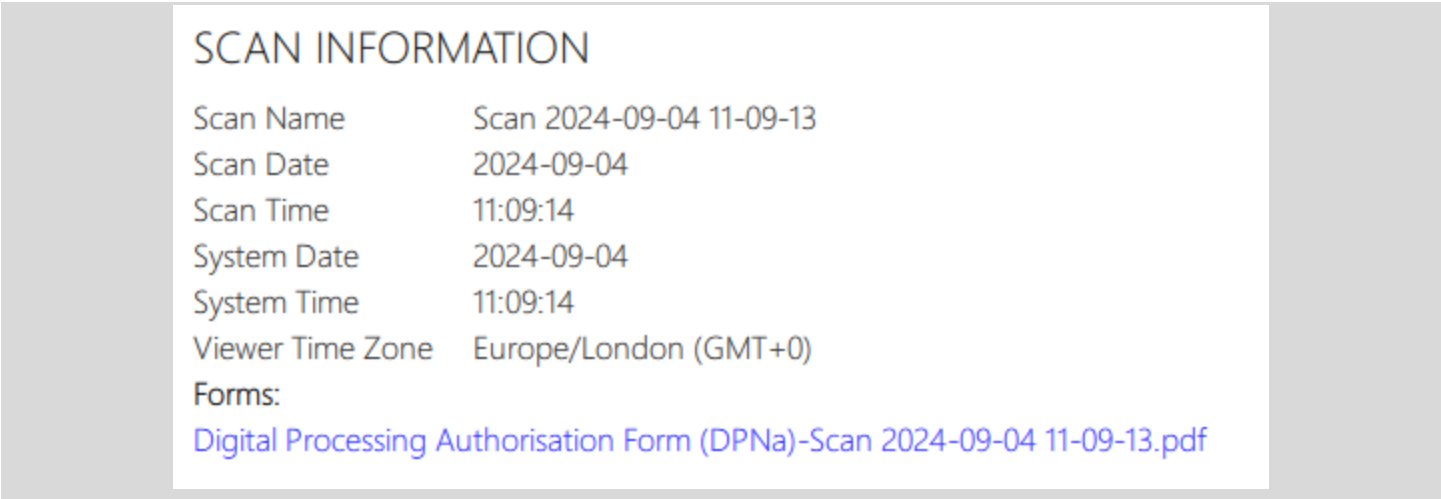 SCAN INFORMATION
Scan Name Scan 2024-09-04 11-09-13
Scan Date 2024-09-04
Scan Time 11:09:14
System Date 2024-09-04
System Time 11:09:14
Viewer Time Zone Europe/London (GMT+0)
Forms:
Digital Processing Authorisation Form (DPNa)-Scan 2024-09-04 11-09-13.pdf